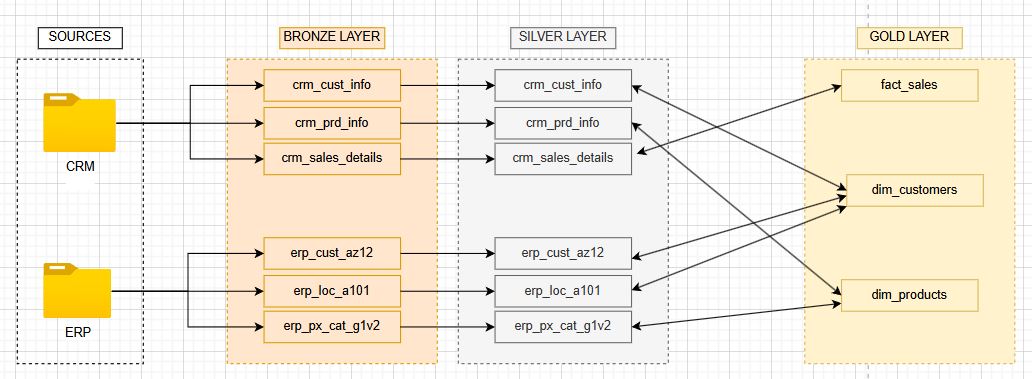 SOURCES
BRONZE LAYER
SILVER LAYER
GOLD LAYER
CRM
ERP
crm_cust_info
crm_prd_info
crm_sales_details
erp_cust_az12
erp_loc_a101
erp_px_cat_g1v2
crm_cust_info
crm_prd_info
crm_sales_details
erp_cust_az12
erp_loc_a101
erp_px_cat_g1v2
fact_sales
dim_customers
dim_products